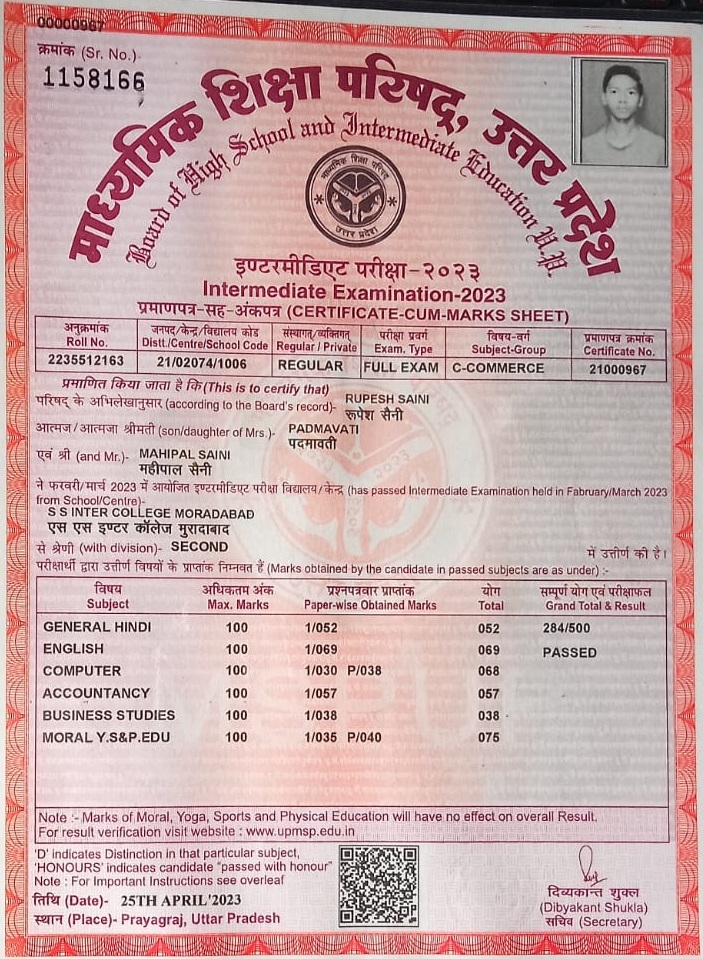 00000967
क्रमांक (Sr. No.)-
1158166
माध्यमिक शिक्षा परिषद्, उत्तर प्रदेश
Board of High School and Intermediate Education U.P.
माध्यमिक शिक्षा परिषद
उत्तर प्रदेश
इण्टरमीडिएट परीक्षा-२०२३
Intermediate Examination-2023
प्रमाणपत्र-सह-अंकपत्र (CERTIFICATE-CUM-MARKS SHEET)
अनुक्रमांक जनपद/केन्द्र/विद्यालय कोड संस्थागत/व्यक्तिगत परीक्षा प्रवर्ग विषय-वर्ग प्रमाणपत्र क्रमांक
Roll No. Distt./Centre/School Code Regular / Private Exam. Type Subject-Group Certificate No.
2235512163 21/02074/1006 REGULAR FULL EXAM C-COMMERCE 21000967
प्रमाणित किया जाता है कि (This is to certify that)
परिषद् के अभिलेखानुसार (according to the Board's record)- RUPESH SAINI
रूपेश सैनी
आत्मज/आत्मजा श्रीमती (son/daughter of Mrs.)- PADMAVATI
पदमावती
एवं श्री (and Mr.)- MAHIPAL SAINI
महीपाल सैनी
ने फरवरी/मार्च 2023 में आयोजित इण्टरमीडिएट परीक्षा विद्यालय/केन्द्र (has passed Intermediate Examination held in Fabruary/March 2023
from School/Centre)-
S S INTER COLLEGE MORADABAD
एस एस इण्टर कॉलेज मुरादाबाद
से श्रेणी (with division)- SECOND में उत्तीर्ण की है।
परीक्षार्थी द्वारा उत्तीर्ण विषयों के प्राप्तांक निम्नवत हैं (Marks obtained by the candidate in passed subjects are as under) :-
विषय अधिकतम अंक प्रश्नपत्रवार प्राप्तांक योग सम्पूर्ण योग एवं परीक्षाफल
Subject Max. Marks Paper-wise Obtained Marks Total Grand Total & Result
GENERAL HINDI 100 1/052 052 284/500
ENGLISH 100 1/069 069 PASSED
COMPUTER 100 1/030 P/038 068
ACCOUNTANCY 100 1/057 057
BUSINESS STUDIES 100 1/038 038
MORAL Y.S&P.EDU 100 1/035 P/040 075
Note :- Marks of Moral, Yoga, Sports and Physical Education will have no effect on overall Result.
For result verification visit website : www.upmsp.edu.in
'D' indicates Distinction in that particular subject,
'HONOURS' indicates candidate "passed with honour"
Note : For Important Instructions see overleaf
तिथि (Date)- 25TH APRIL'2023
स्थान (Place)- Prayagraj, Uttar Pradesh
दिव्यकान्त शुक्ल
(Dibyakant Shukla)
सचिव (Secretary)